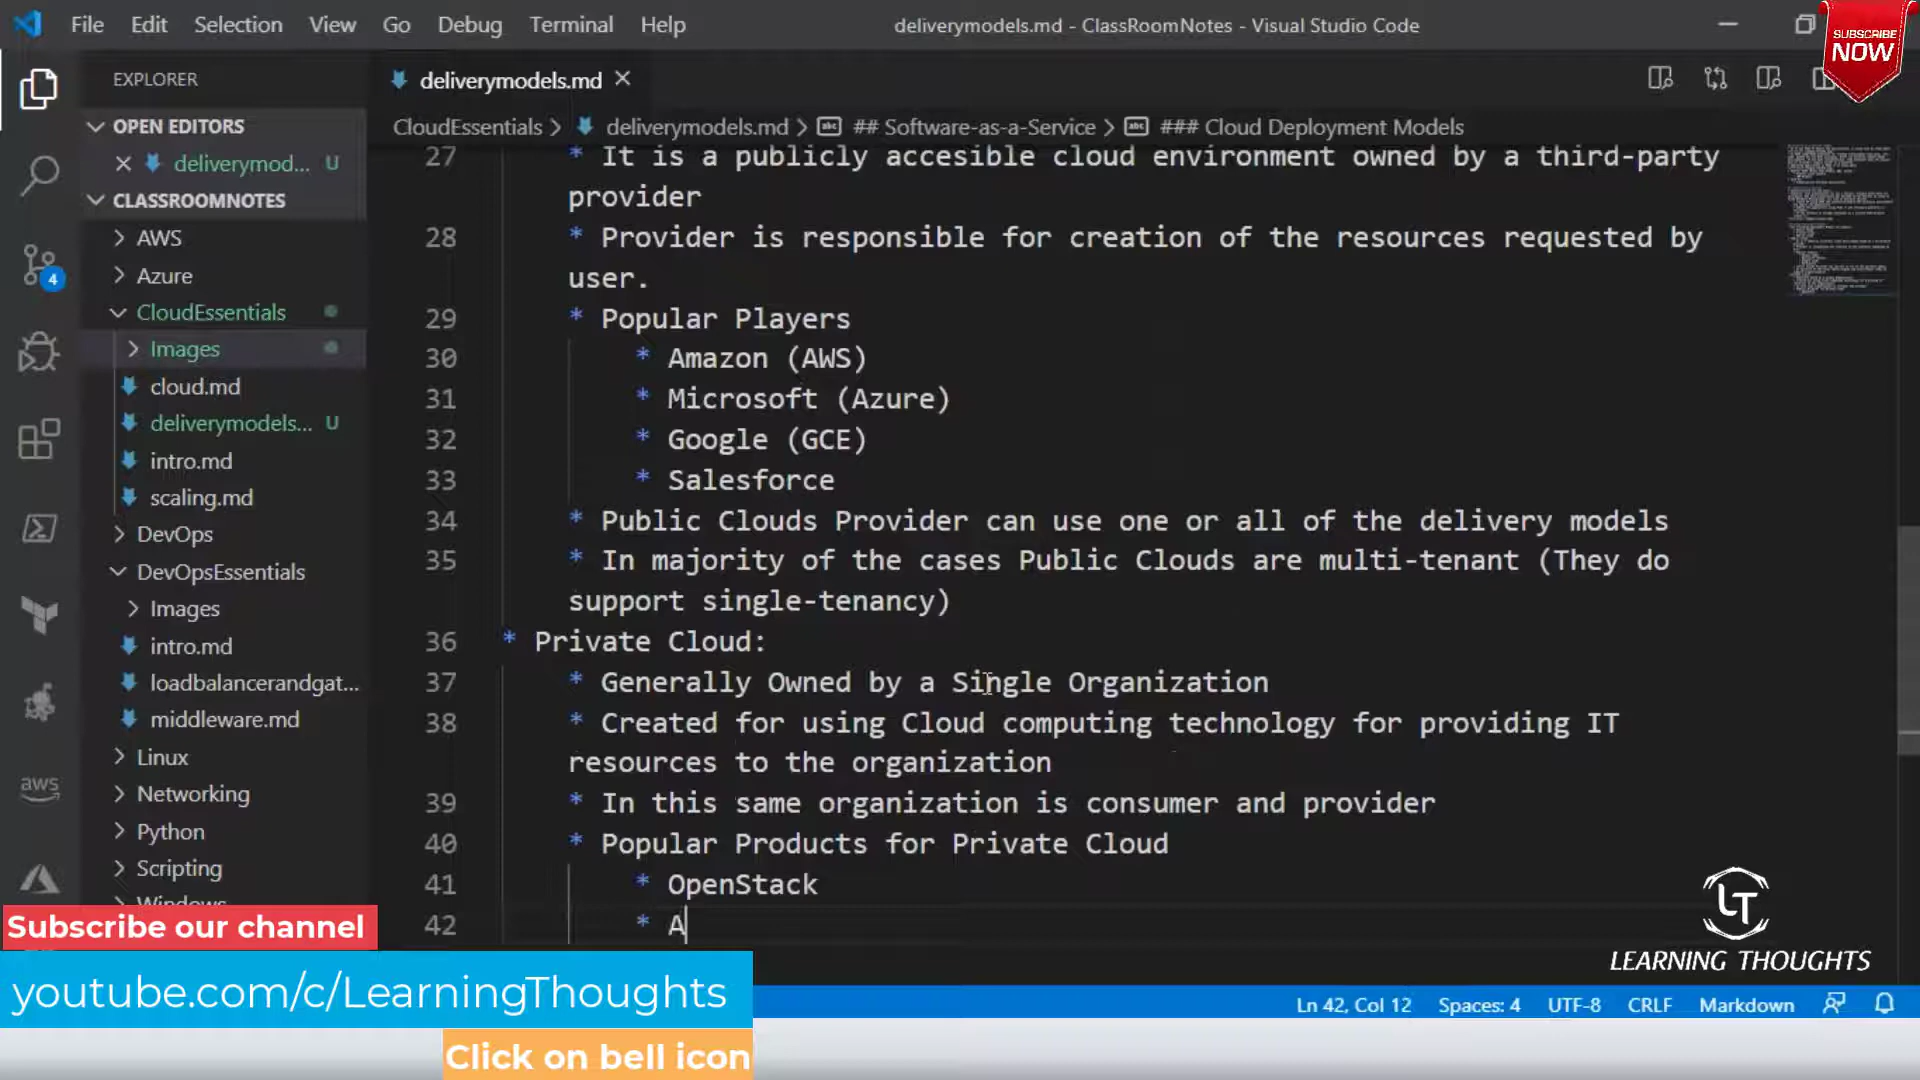 File Edit Selection View Go Debug Terminal Help
deliverymodels.md - ClassRoomNotes - Visual Studio Code
SUBSCRIBE
NOW
EXPLORER
deliverymodels.md
OPEN EDITORS
CloudEssentials > deliverymodels.md > ## Software-as-a-Service > ### Cloud Deployment Models
deliverymod... U
CLASSROOMNOTES
AWS
Azure
CloudEssentials
Images
cloud.md
deliverymodels... U
intro.md
scaling.md
DevOps
DevOpsEssentials
Images
intro.md
loadbalancerandgat...
middleware.md
Linux
Networking
Python
Scripting
Windows
4
aws
27 * It is a publicly accesible cloud environment owned by a third-party
provider
28 * Provider is responsible for creation of the resources requested by
user.
29 * Popular Players
30 * Amazon (AWS)
31 * Microsoft (Azure)
32 * Google (GCE)
33 * Salesforce
34 * Public Clouds Provider can use one or all of the delivery models
35 * In majority of the cases Public Clouds are multi-tenant (They do
support single-tenancy)
36 * Private Cloud:
37 * Generally Owned by a Single Organization
38 * Created for using Cloud computing technology for providing IT
resources to the organization
39 * In this same organization is consumer and provider
40 * Popular Products for Private Cloud
41 * OpenStack
42 * A
LT
LEARNING THOUGHTS
Subscribe our channel
youtube.com/c/LearningThoughts
Click on bell icon
Ln 42, Col 12 Spaces: 4 UTF-8 CRLF Markdown